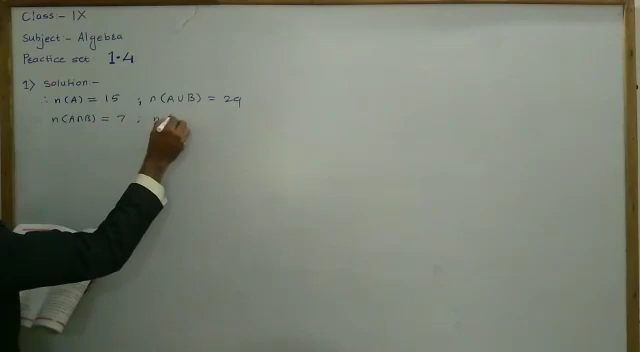 Class:- IX
Subject:- Algebra
Practice set 1.4
1) Solution:-
∴ n(A) = 15 ; n(A∪B) = 29
n(A∩B) = 7 ; n